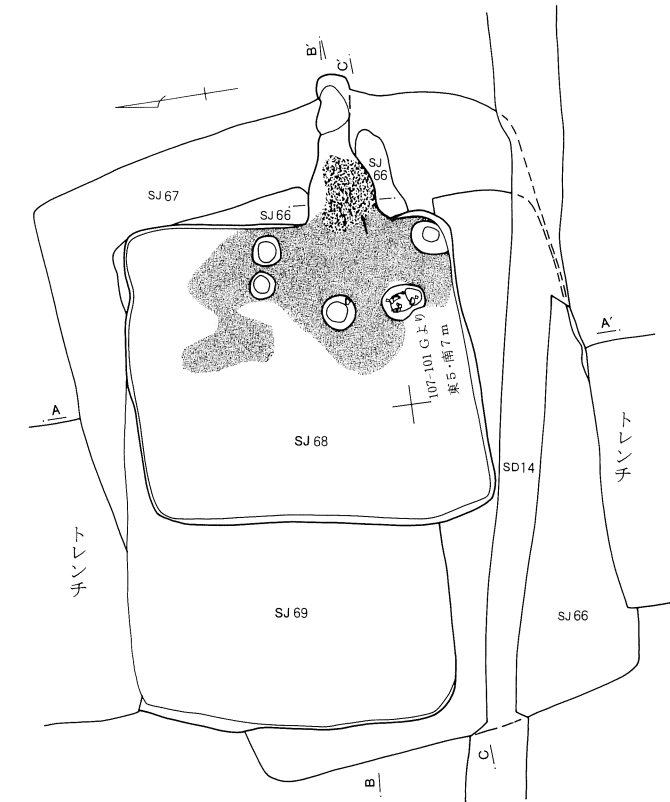 B′
C′
SJ
66
SJ 67
SJ 66
A′
107-101 Gより
東5・南7m
A
SJ 68
トレンチ
SD14
トレンチ
SJ 69
SJ 66
B
C